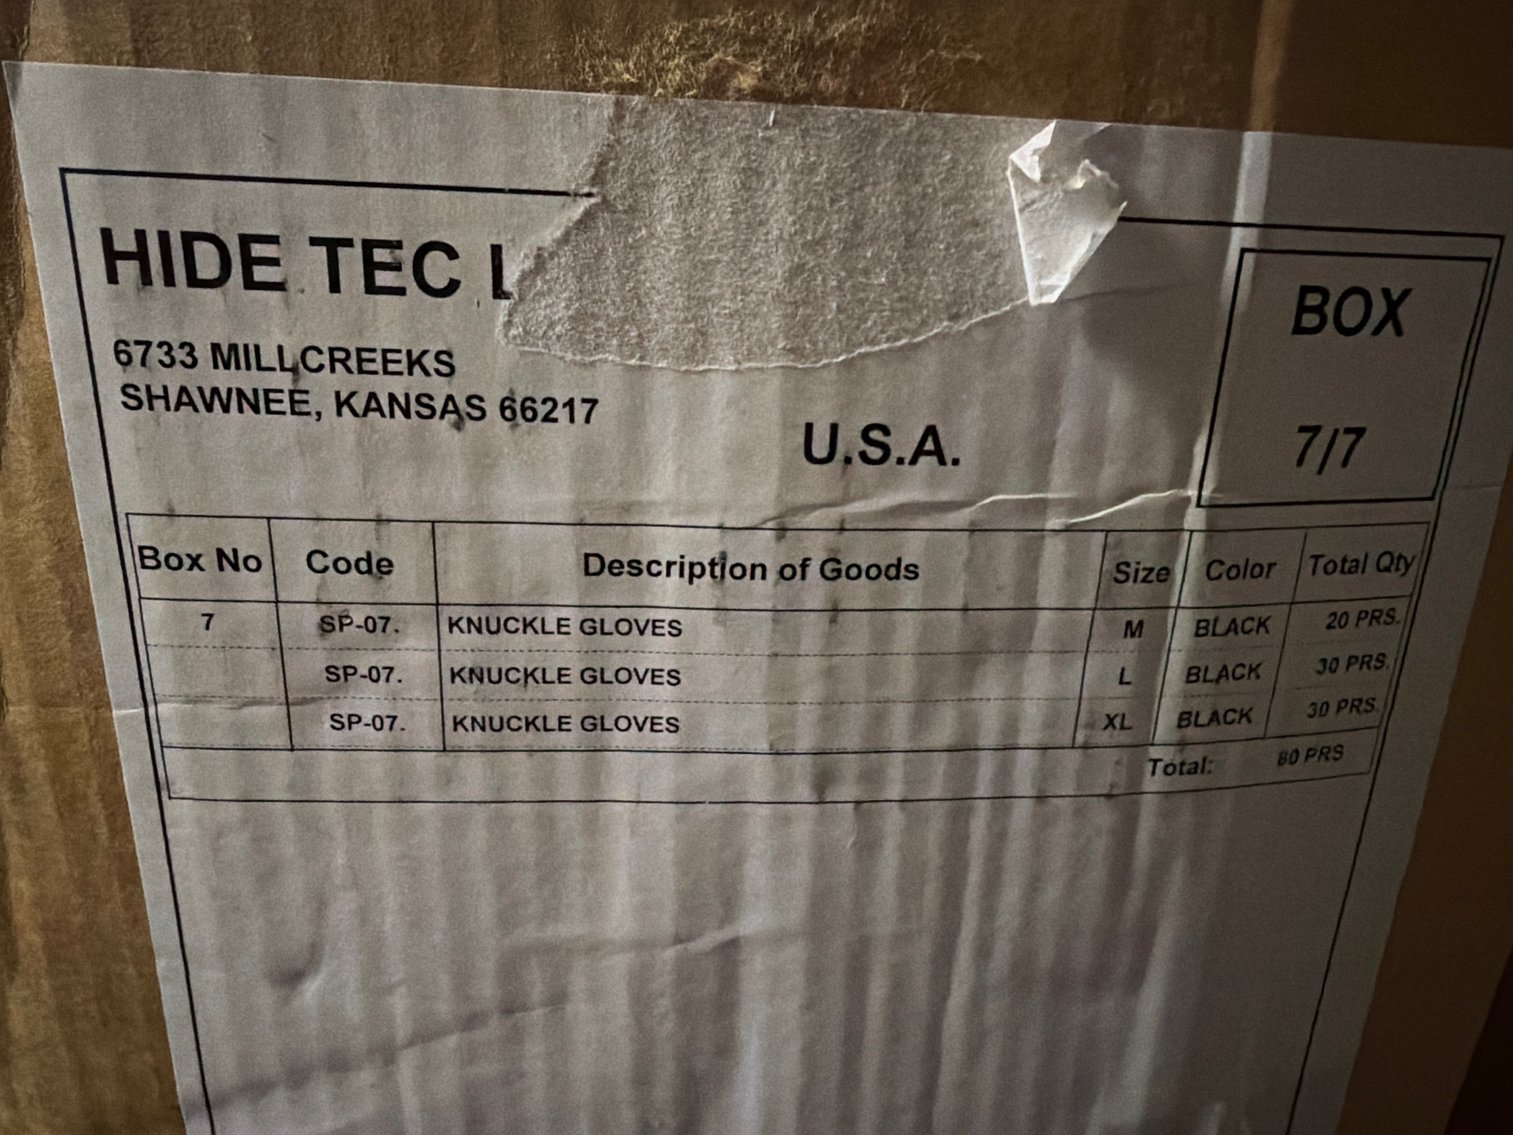 HIDE TEC
6733 MILLCREEKS
SHAWNEE, KANSAS 66217
U.S.A.
BOX
7/7
Box No Code Description of Goods Size Color Total Qty
7 SP-07. KNUCKLE GLOVES M BLACK 20 PRS.
SP-07. KNUCKLE GLOVES L BLACK 30 PRS.
SP-07. KNUCKLE GLOVES XL BLACK 30 PRS.
Total: 80 PRS